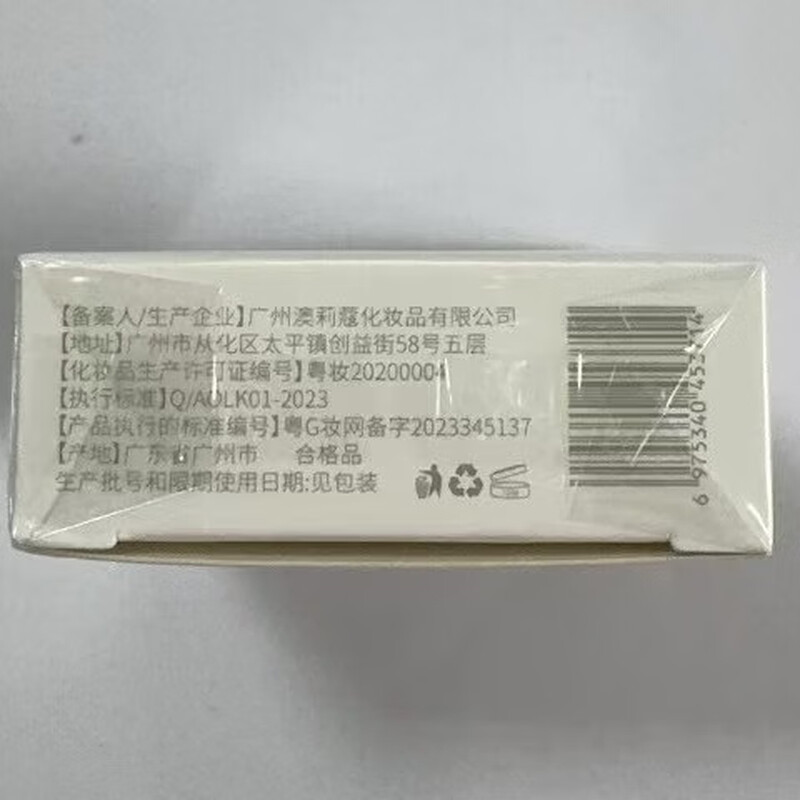 【备案人/生产企业】广州澳莉蔻化妆品有限公司
【地址】广州市从化区太平镇创益街58号五层
【化妆品生产许可证编号】粤妆20200004
【执行标准】Q/AOLK01-2023
【产品执行的标准编号】粤G妆网备字2023345137
【产地】广东省广州市 合格品
生产批号和限期使用日期:见包装